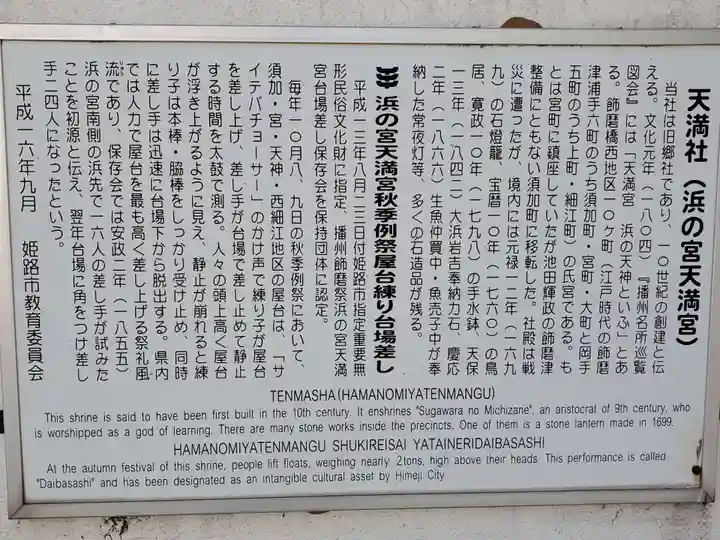 天満社（浜の宮天満宮）
当社は旧郷社であり、一〇世紀の創建と伝
える。文化元年（一八〇四）『播州名所巡覧
図会』には「天満宮　浜の天神といふ」とあ
る。飾磨橋西地区一〇ヶ町（江戸時代の飾磨
津浦手六町のうち須加町・宮町・大町と岡手
五町のうち上町・細江町）の氏宮である。も
とは宮町に鎮座していたが池田輝政の飾磨津
整備にともない須加町に移転した。社殿は戦
災に遭ったが、境内には元禄一二年（一六九
九）の石燈籠、宝暦一〇年（一七六〇）の鳥
居、寛政一〇年（一七九八）の手水鉢、天保
一三年（一八四二）大浜岩吉奉納力石、慶応
二年（一八六六）生魚仲買中・魚売子中が奉
納した常夜灯等、多くの石造品が残る。
浜の宮天満宮秋季例祭屋台練り台場差し
平成一三年八月二三日付姫路市指定重要無
形民俗文化財に指定、播州飾磨祭浜の宮天満
宮台場差し保存会を保持団体に認定。
毎年一〇月八、九日の秋季例祭において、
須加・宮・天神・西細江地区の屋台は、「サ
イテバチョーサー」のかけ声で練り子が屋台
を差し上げ、差し手が台場で差し止めて静止
する時間を太鼓で測る。人々の頭上高く屋台
が浮き上がるように見え、静止が崩れると練
り子は本棒・脇棒をしっかり受け止め、同時
に差し手は迅速に台場下から脱出する。県内
では人力で屋台を最も高く差し上げる祭礼風
流であり、保存会では安政二年（一八五五）
浜の宮南側の浜先で一六人の差し手が試みた
ことを初源と伝え、翌年台場に角をつけ差し
手二四人になったという。
平成一六年九月　姫路市教育委員会
TENMASHA(HAMANOMIYATENMANGU)
This shrine is said to have been first built in the 10th century. It enshrines "Sugawara no Michizane", an aristocrat of 9th century, who
is worshipped as a god of learning. There are many stone works inside the precincts. One of them is a stone lantern made in 1699.
HAMANOMIYATENMANGU SHUKIREISAI YATAINERIDAIBASASHI
At the autumn festival of this shrine, people lift floats, weighing nearly 2tons, high above their heads. This performance is called
"Daibasashi" and has been designated as an intangible cultural asset by Himeji City